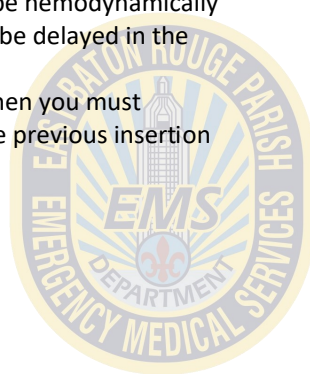 be hemodynamically
be delayed in the
hen you must
e previous insertion
EAST BATON ROUGE PARISH
EMS
DEPARTMENT
EMERGENCY MEDICAL SERVICES